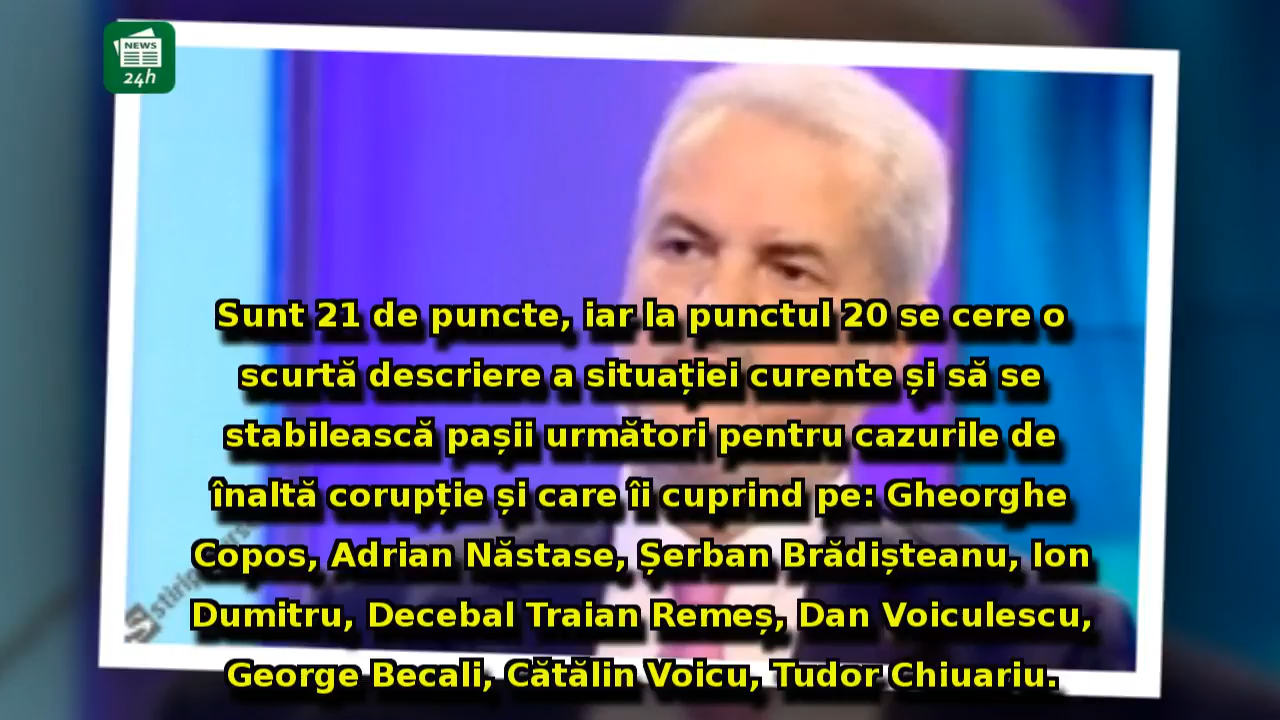 NEWS
24h
Sunt 21 de puncte, iar la punctul 20 se cere o
scurtă descriere a situației curente și să se
stabilească pașii următori pentru cazurile de
înaltă corupție și care îi cuprind pe: Gheorghe
Copos, Adrian Năstase, Șerban Brădișteanu, Ion
Dumitru, Decebal Traian Remeș, Dan Voiculescu,
George Becali, Cătălin Voicu, Tudor Chiuariu.